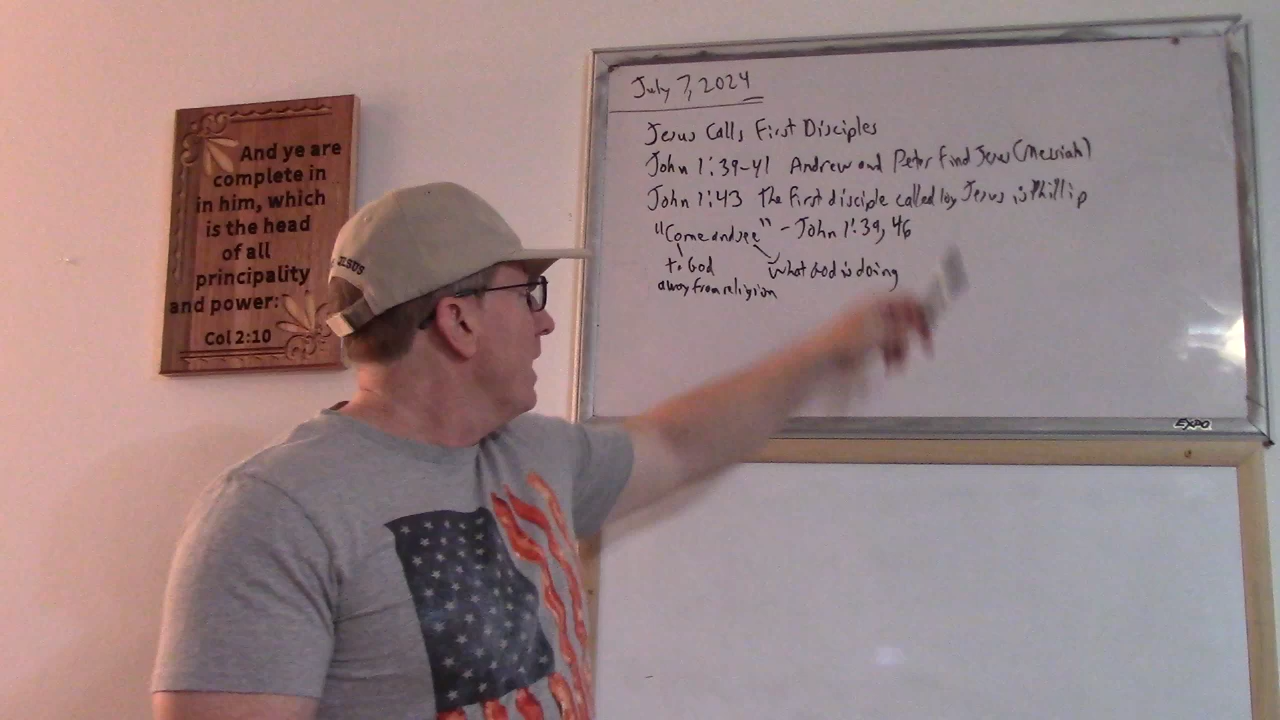 And ye are
complete in
in him, which
is the head
of all
principality
and power:
Col 2:10
JESUS
July 7, 2024
Jesus Calls First Disciples
John 1:39-41 Andrew and Peter find Jesus (Messiah)
John 1:43 The first disciple called by Jesus is Phillip
"Come and see" - John 1:39, 46
to God
what God is doing
away from religion
EXPO